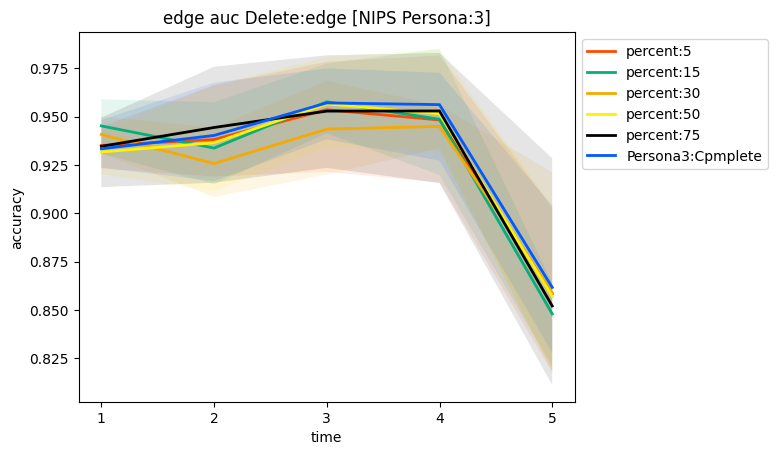 edge auc Delete:edge [NIPS Persona:3]
accuracy
0.975
0.950
0.925
0.900
0.875
0.850
0.825
1 2 3 4 5
time
percent:5
percent:15
percent:30
percent:50
percent:75
Persona3:Cpmplete